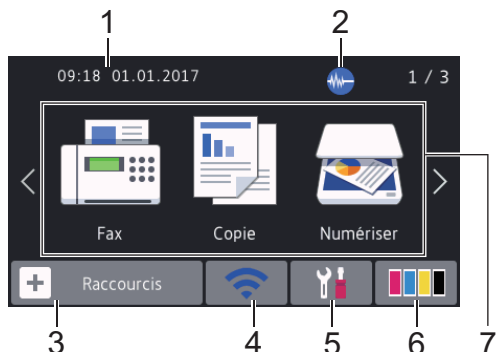 1 2
09:18 01.01.2017 1 / 3
Fax Copie Numériser
Raccourcis
3 4 5 6 7